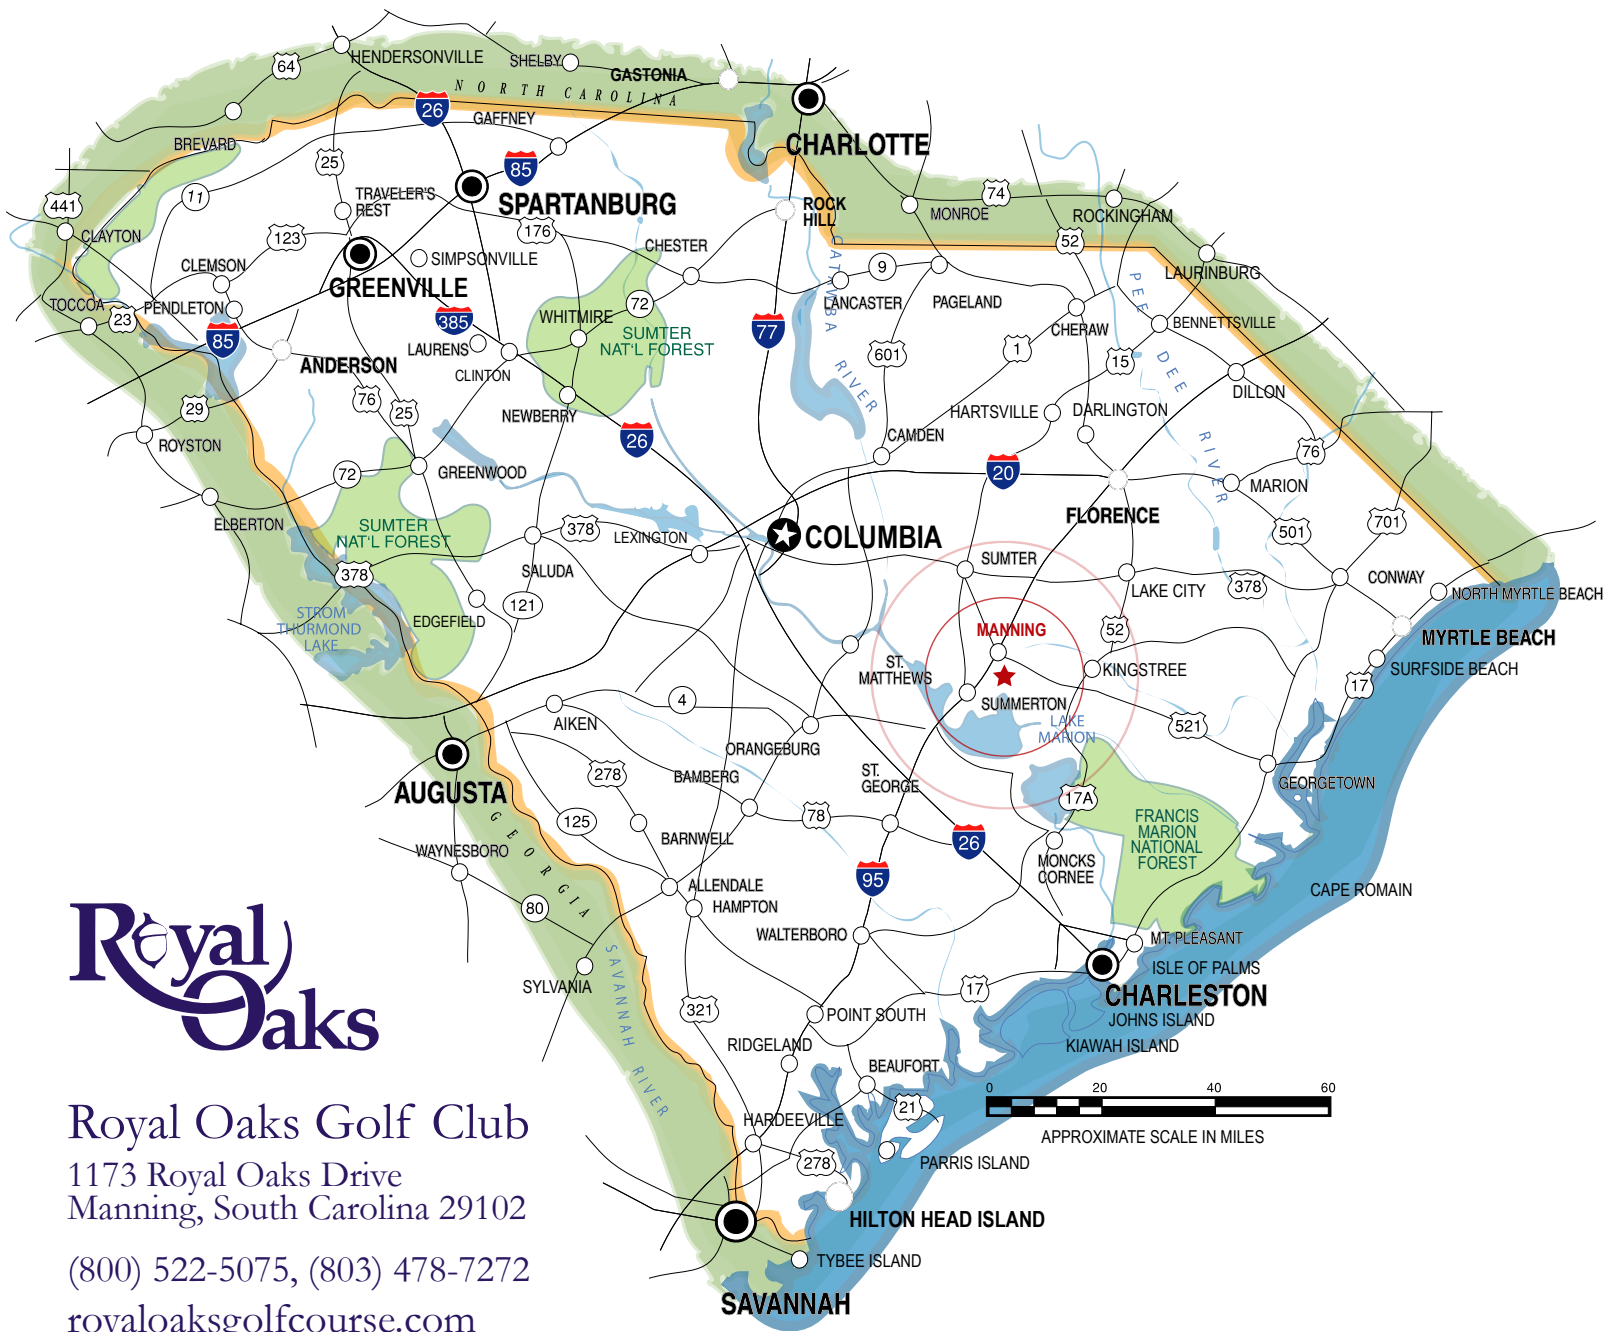 HENDERSONVILLE
SHELBY
GASTONIA
64
NORTH CAROLINA
26
GAFFNEY
CHARLOTTE
BREVARD
25
85
11
TRAVELER'S
REST
SPARTANBURG
ROCK
HILL
74
MONROE
ROCKINGHAM
441
CLAYTON
123
176
CHESTER
52
CLEMSON
SIMPSONVILLE
9
LAURINBURG
GREENVILLE
TOCCOA
PENDLETON
23
385
WHITMIRE
72
SUMTER
NAT'L FOREST
LANCASTER
PAGELAND
CATAWBA RIVER
PEE DEE RIVER
CHERAW
BENNETTSVILLE
85
77
LAURENS
CLINTON
601
1
15
ANDERSON
76
25
29
DILLON
NEWBERRY
HARTSVILLE
DARLINGTON
ROYSTON
26
CAMDEN
76
72
GREENWOOD
20
MARION
ELBERTON
SUMTER
NAT'L FOREST
378
LEXINGTON
COLUMBIA
FLORENCE
501
701
SALUDA
378
SUMTER
LAKE CITY
378
CONWAY
NORTH MYRTLE BEACH
121
STROM
THURMOND
LAKE
EDGEFIELD
MANNING
52
MYRTLE BEACH
ST.
MATTHEWS
KINGSTREE
SURFSIDE BEACH
17
SUMMERTON
4
AIKEN
LAKE
MARION
521
ORANGEBURG
AUGUSTA
278
BAMBERG
ST.
GEORGE
GEORGETOWN
17A
GEORGIA
125
78
FRANCIS
MARION
NATIONAL
FOREST
BARNWELL
26
WAYNESBORO
MONCKS
CORNEE
95
ALLENDALE
CAPE ROMAIN
80
HAMPTON
WALTERBORO
MT. PLEASANT
SYLVANIA
ISLE OF PALMS
17
CHARLESTON
SAVANNAH RIVER
321
POINT SOUTH
JOHNS ISLAND
RIDGELAND
KIAWAH ISLAND
BEAUFORT
0 20 40 60
21
HARDEEVILLE
APPROXIMATE SCALE IN MILES
278
PARRIS ISLAND
HILTON HEAD ISLAND
TYBEE ISLAND
SAVANNAH
Royal
Oaks
Royal Oaks Golf Club
1173 Royal Oaks Drive
Manning, South Carolina 29102
(800) 522-5075, (803) 478-7272
royaloaksgolfcourse.com